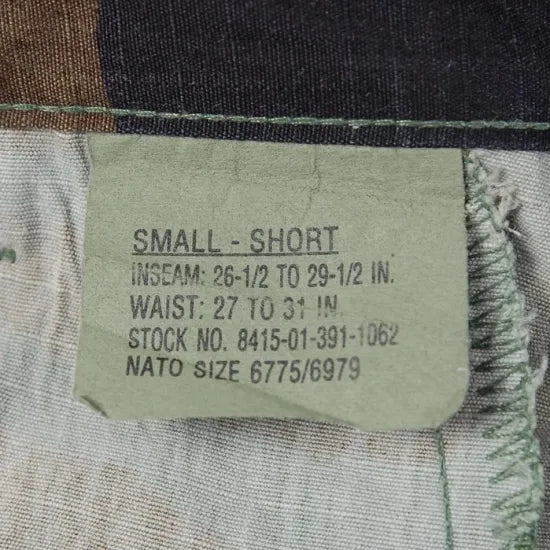 SMALL - SHORT
INSEAM: 26-1/2 TO 29-1/2 IN.
WAIST: 27 TO 31 IN.
STOCK NO. 8415-01-391-1062
NATO SIZE 6775/6979